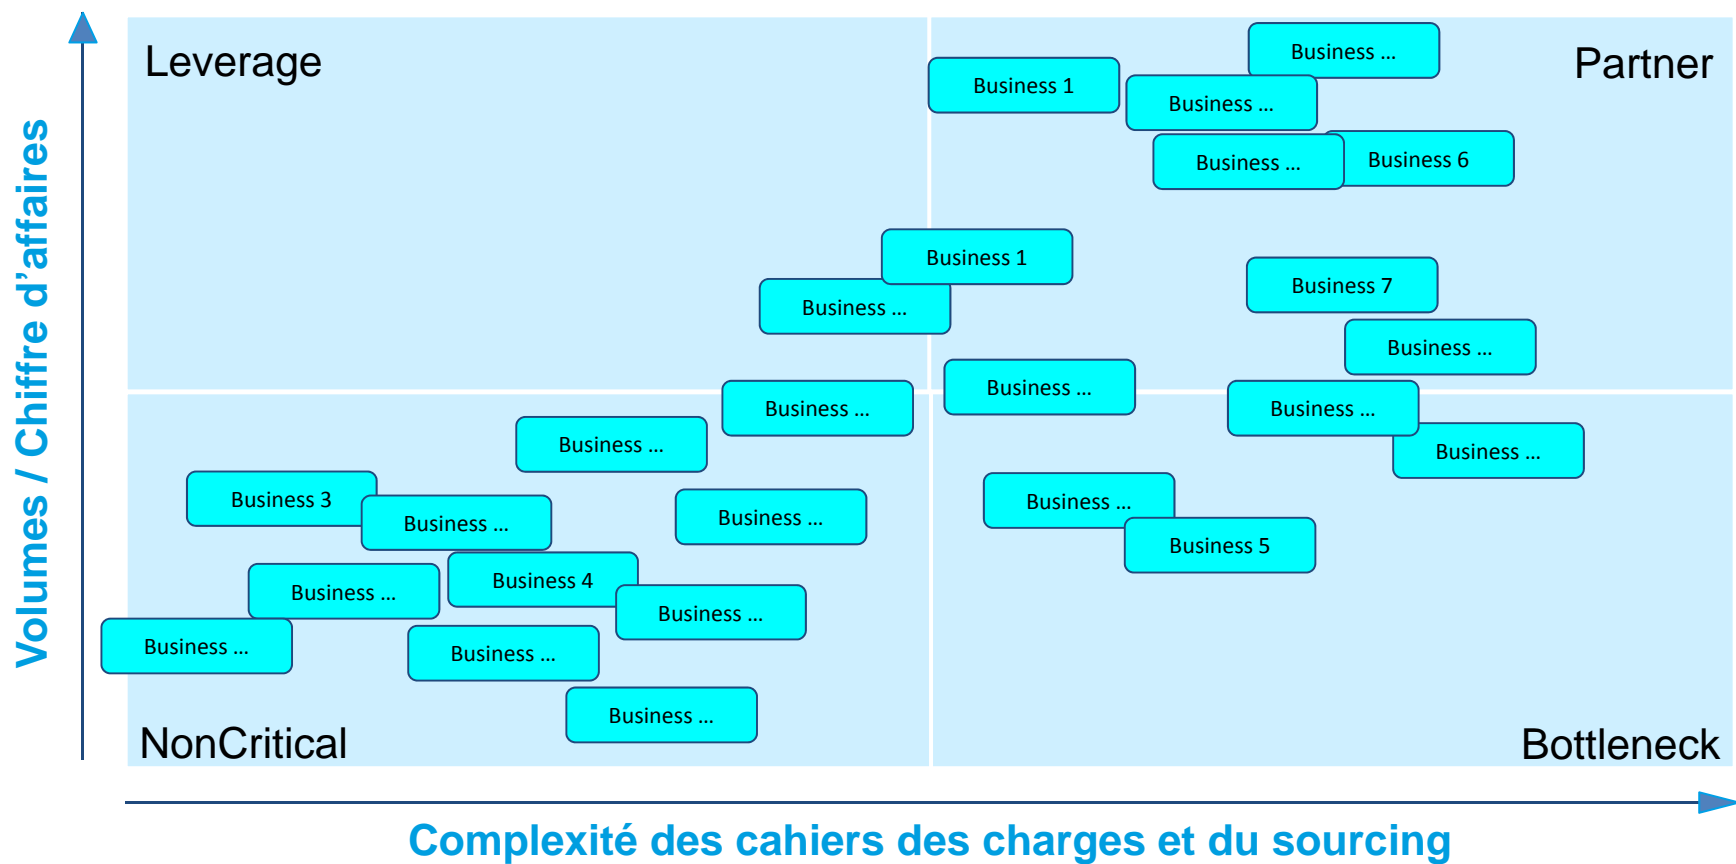 Volumes / Chiffre d’affaires
Leverage
Partner
Business ...
Business 1
Business ...
Business ...
Business 6
Business 1
Business 7
Business ...
Business ...
Business ...
Business ...
Business ...
Business ...
Business ...
Business 3
Business ...
Business ...
Business ...
Business 5
Business 4
Business ...
Business ...
Business ...
Business ...
Business ...
NonCritical
Bottleneck
Complexité des cahiers des charges et du sourcing